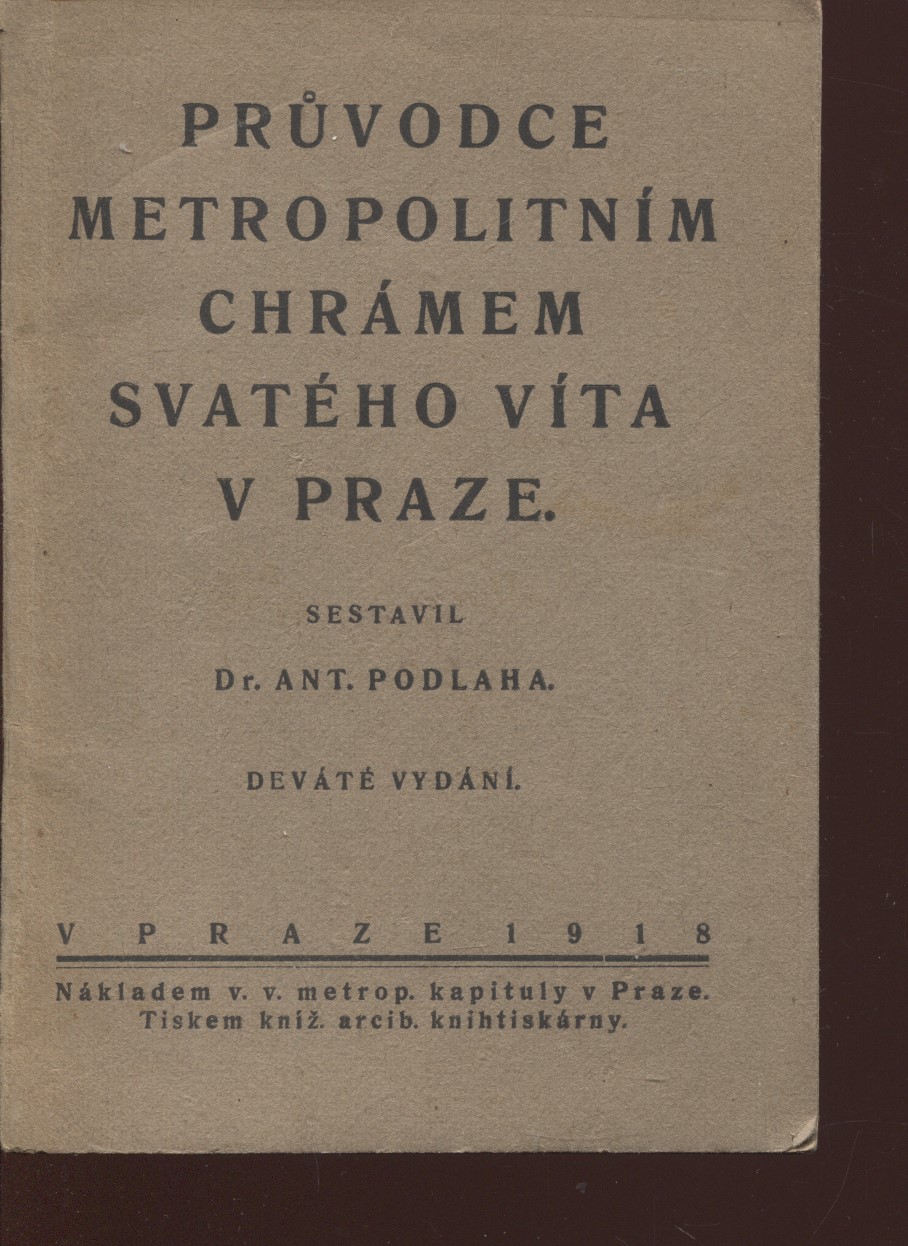 PRŮVODCE
METROPOLITNÍM
CHRÁMEM
SVATÉHO VÍTA
V PRAZE.
SESTAVIL
Dr. ANT. PODLAHA.
DEVÁTÉ VYDÁNÍ.
V PRAZE 1918
Nákladem v. v. metrop. kapituly v Praze.
Tiskem kníž. arcib. knihtiskárny.